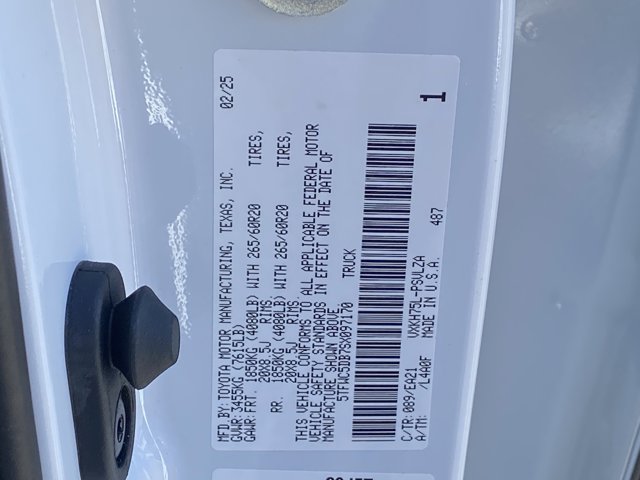 MFD.BY:TOYOTA MOTOR MANUFACTURING, TEXAS, INC. 02/25
GVWR:3455KG (7615LB)
GAWR:FRT. 1850KG (4080LB) WITH 265/60R20 TIRES,
20X8.5J RIMS
RR. 1850KG (4080LB) WITH 265/60R20 TIRES,
20X8.5J RIMS
THIS VEHICLE CONFORMS TO ALL APPLICABLE FEDERAL MOTOR
VEHICLE SAFETY STANDARDS IN EFFECT ON THE DATE OF
MANUFACTURE SHOWN ABOVE
5TFWC5DB7SX097170 TRUCK
C/TR:089/EA21 VXKH75L-PSVLZA
A/TM: /L4A0F MADE IN U.S.A. 487
1